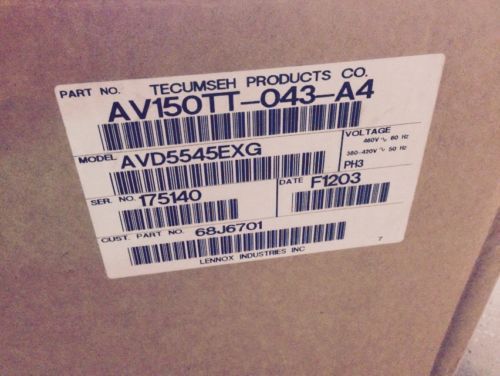 TECUMSEH PRODUCTS CO.
PART NO. AV150TT-043-A4
MODEL AVD5545EXG
VOLTAGE
460V ∿ 60 Hz
380-420V ∿ 50 Hz
PH3
SER. NO. 175140
DATE F1203
CUST. PART NO. 68J6701
LENNOX INDUSTRIES INC
7